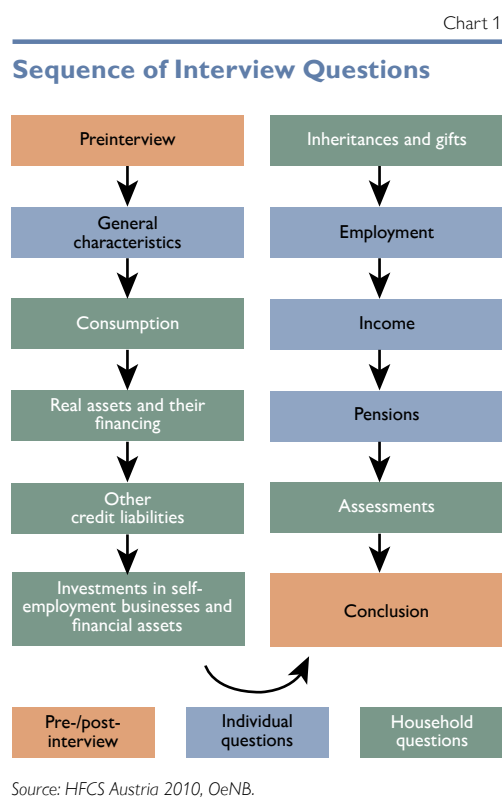 Chart 1
Sequence of Interview Questions
Preinterview
General
characteristics
Consumption
Real assets and their
financing
Other
credit liabilities
Investments in self-
employment businesses and
financial assets
Inheritances and gifts
Employment
Income
Pensions
Assessments
Conclusion
Pre-/post-
interview
Individual
questions
Household
questions
Source: HFCS Austria 2010, OeNB.